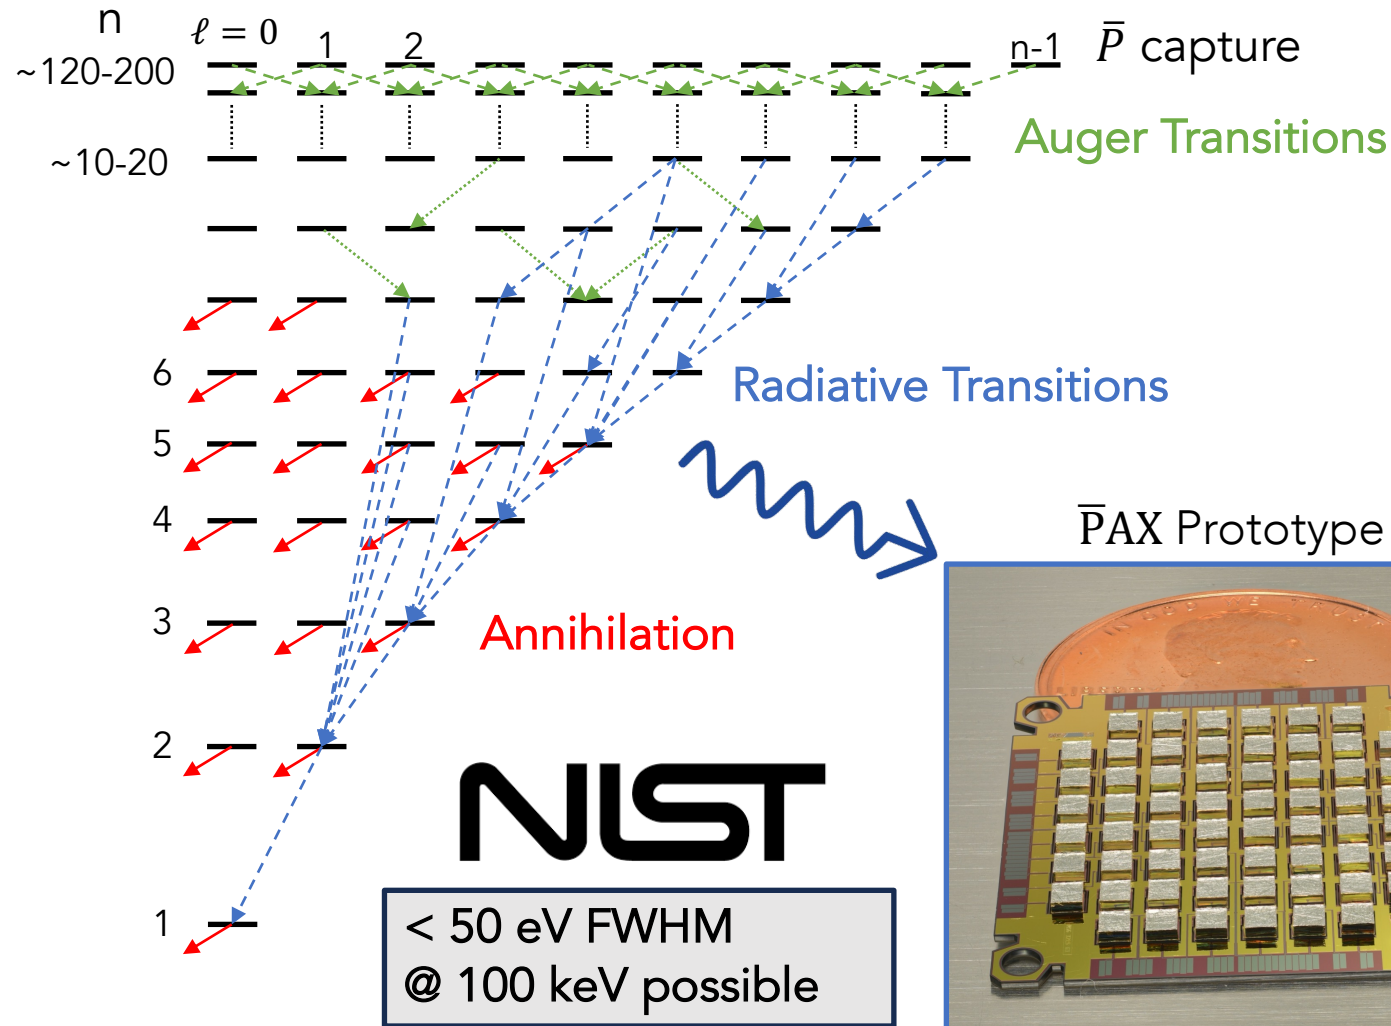 n
ℓ = 0
1
2
n-1
P̅ capture
~120-200
Auger Transitions
~10-20
6
Radiative Transitions
5
4
P̅AX Prototype
3
Annihilation
2
NIST
1
< 50 eV FWHM
@ 100 keV possible